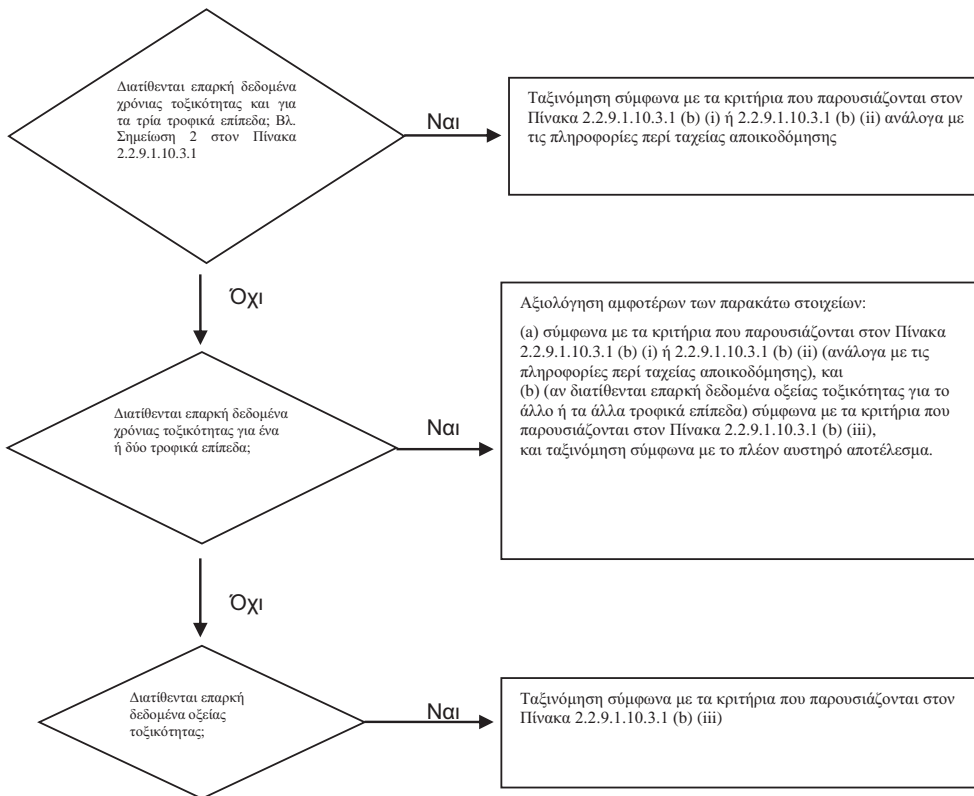 Διατίθενται επαρκή δεδομένα
χρόνιας τοξικότητας και για
τα τρία τροφικά επίπεδα; Βλ.
Σημείωση 2 στον Πίνακα
2.2.9.1.10.3.1
Ναι
Ταξινόμηση σύμφωνα με τα κριτήρια που παρουσιάζονται στον
Πίνακα 2.2.9.1.10.3.1 (b) (i) ή 2.2.9.1.10.3.1 (b) (ii) ανάλογα με
τις πληροφορίες περί ταχείας αποικοδόμησης
Όχι
Διατίθενται επαρκή δεδομένα
χρόνιας τοξικότητας για ένα
ή δύο τροφικά επίπεδα;
Ναι
Αξιολόγηση αμφοτέρων των παρακάτω στοιχείων:
(a) σύμφωνα με τα κριτήρια που παρουσιάζονται στον Πίνακα
2.2.9.1.10.3.1 (b) (i) ή 2.2.9.1.10.3.1 (b) (ii) (ανάλογα με τις
πληροφορίες περί ταχείας αποικοδόμησης), και
(b) (αν διατίθενται επαρκή δεδομένα οξείας τοξικότητας για το
άλλο ή τα άλλα τροφικά επίπεδα) σύμφωνα με τα κριτήρια που
παρουσιάζονται στον Πίνακα 2.2.9.1.10.3.1 (b) (iii),
και ταξινόμηση σύμφωνα με το πλέον αυστηρό αποτέλεσμα.
Όχι
Διατίθενται επαρκή
δεδομένα οξείας
τοξικότητας;
Ναι
Ταξινόμηση σύμφωνα με τα κριτήρια που παρουσιάζονται στον
Πίνακα 2.2.9.1.10.3.1 (b) (iii)